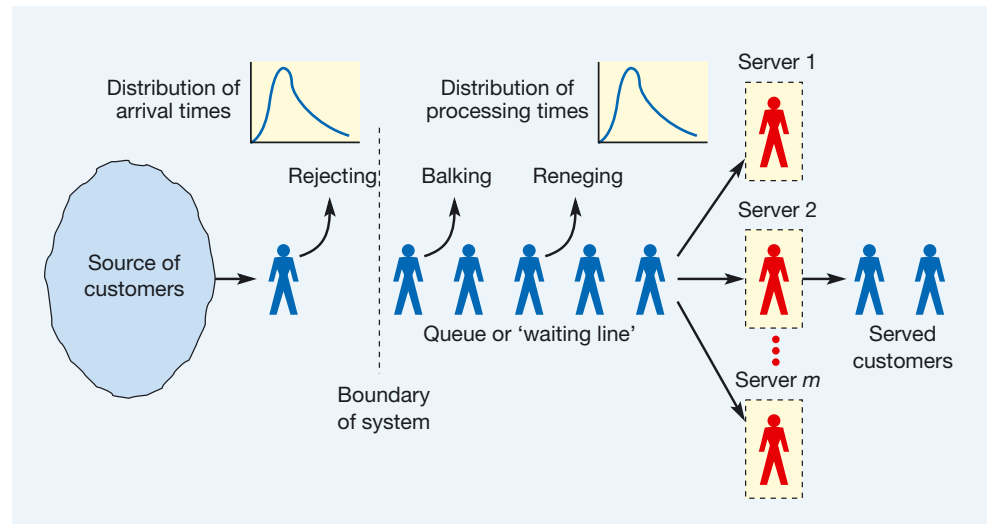 Server 1
Distribution of
arrival times
Distribution of
processing times
Rejecting
Balking
Reneging
Server 2
Source of
customers
Queue or ‘waiting line’
Served
customers
Server m
Boundary
of system